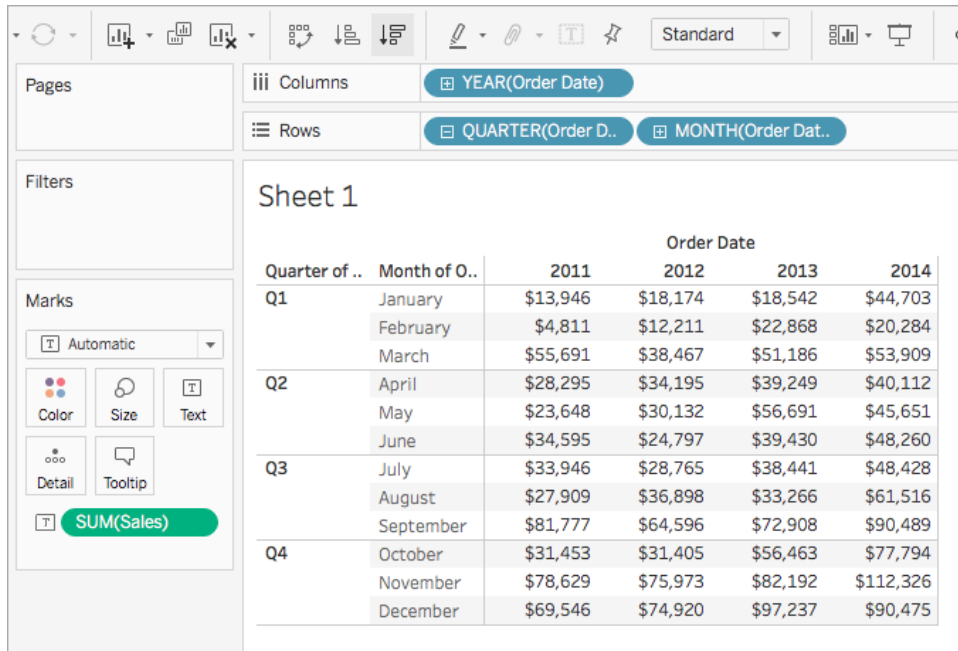 Standard
Pages
Columns
YEAR(Order Date)
Rows
QUARTER(Order D..
MONTH(Order Dat..
Filters
Sheet 1
Order Date
Quarter of .. Month of O.. 2011 2012 2013 2014
Q1 January $13,946 $18,174 $18,542 $44,703
February $4,811 $12,211 $22,868 $20,284
March $55,691 $38,467 $51,186 $53,909
Q2 April $28,295 $34,195 $39,249 $40,112
May $23,648 $30,132 $56,691 $45,651
June $34,595 $24,797 $39,430 $48,260
Q3 July $33,946 $28,765 $38,441 $48,428
August $27,909 $36,898 $33,266 $61,516
September $81,777 $64,596 $72,908 $90,489
Q4 October $31,453 $31,405 $56,463 $77,794
November $78,629 $75,973 $82,192 $112,326
December $69,546 $74,920 $97,237 $90,475
Marks
T Automatic
Color Size T Text
Detail Tooltip
T SUM(Sales)